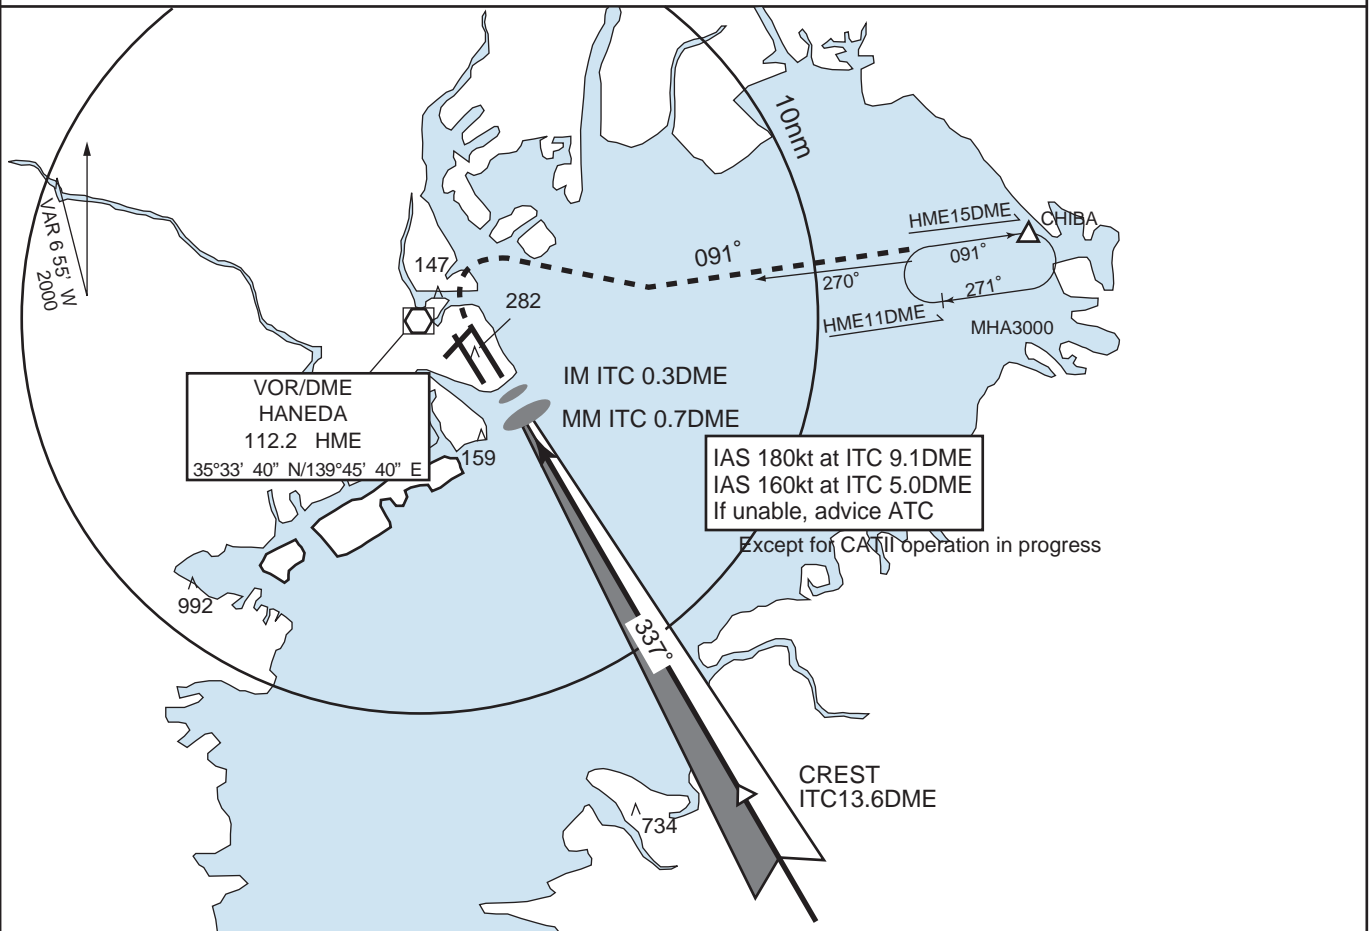 10nm
VAR 6 55' W
2000
HME15DME
CHIBA
091°
091°
270°
271°
HME11DME
MHA3000
147
282
VOR/DME
HANEDA
112.2 HME
35°33' 40" N/139°45' 40" E
IM ITC 0.3DME
MM ITC 0.7DME
159
IAS 180kt at ITC 9.1DME
IAS 160kt at ITC 5.0DME
If unable, advice ATC
Except for CATII operation in progress
992
337°
CREST
ITC13.6DME
734